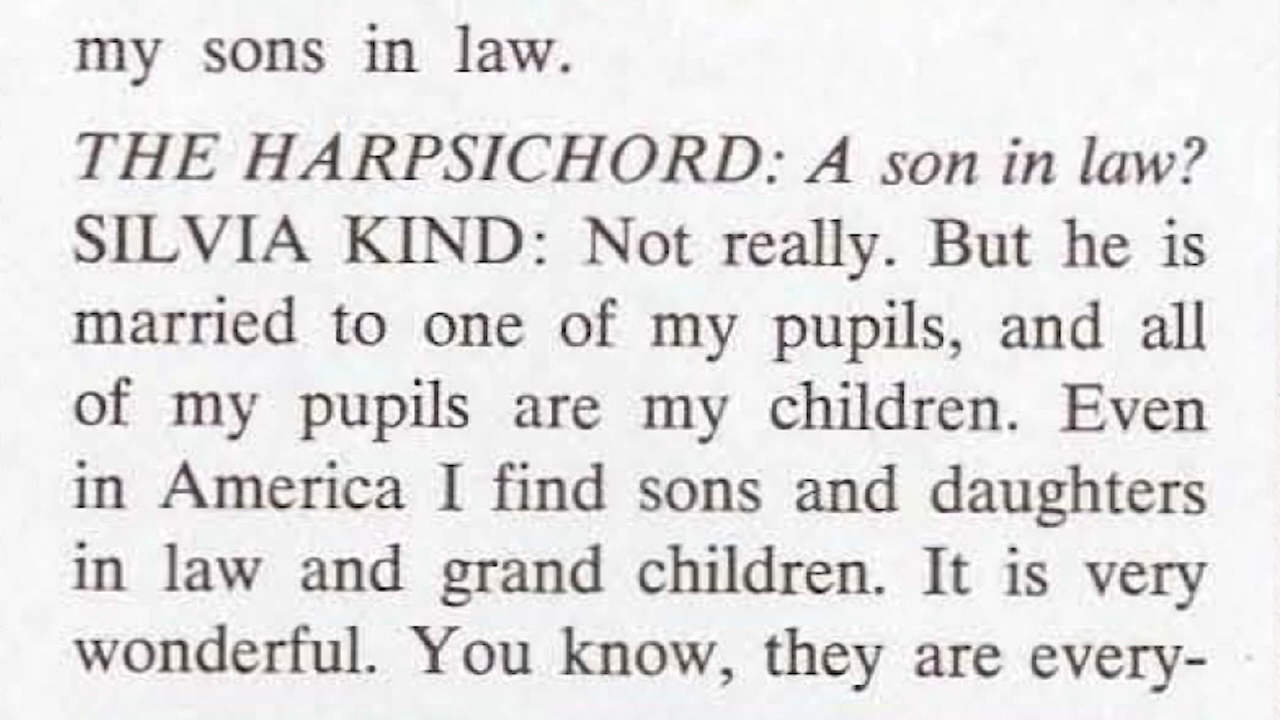 my sons in law.
THE HARPSICHORD: A son in law?
SILVIA KIND: Not really. But he is
married to one of my pupils, and all
of my pupils are my children. Even
in America I find sons and daughters
in law and grand children. It is very
wonderful. You know, they are every-